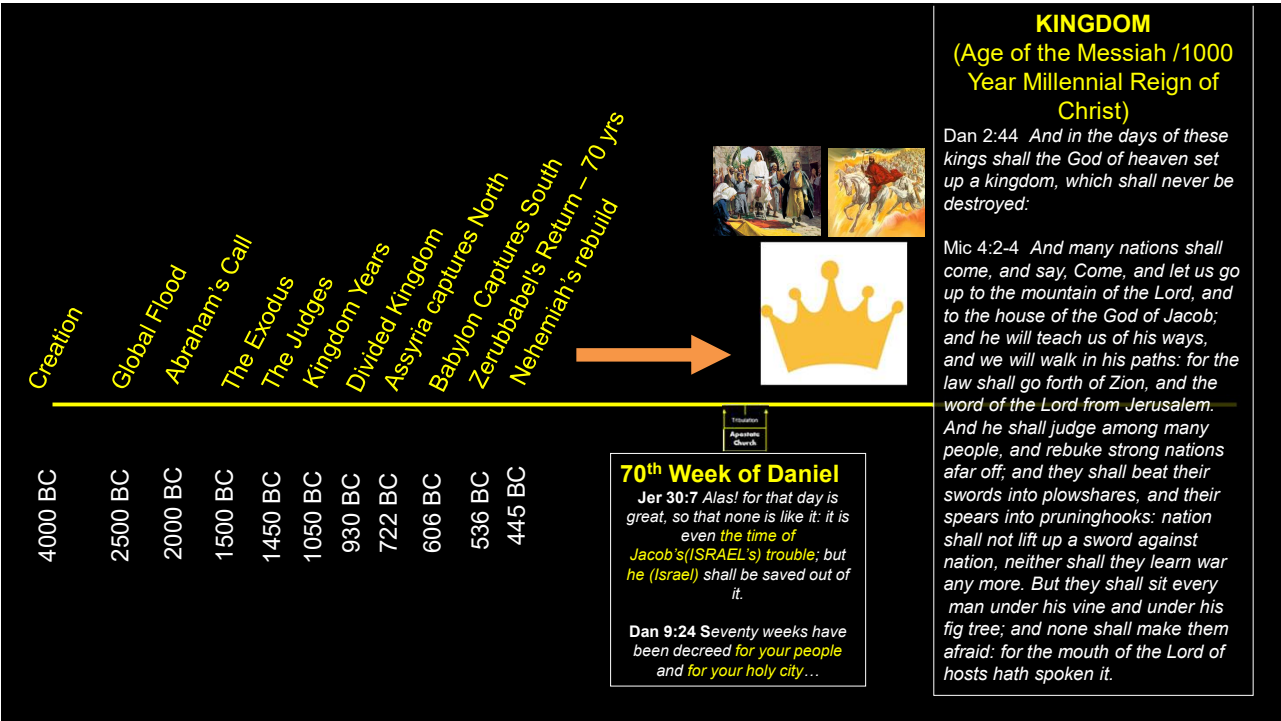 Creation
Global Flood
Abraham's Call
The Exodus
The Judges
Kingdom Years
Divided Kingdom
Assyria captures North
Babylon Captures South
Zerubbabel's Return – 70 yrs
Nehemiah's rebuild
4000 BC
2500 BC
2000 BC
1500 BC
1450 BC
1050 BC
930 BC
722 BC
606 BC
536 BC
445 BC
Tribulation
Apostate
Church
70th Week of Daniel
Jer 30:7 Alas! for that day is
great, so that none is like it: it is
even the time of
Jacob's(ISRAEL's) trouble; but
he (Israel) shall be saved out of
it.
Dan 9:24 Seventy weeks have
been decreed for your people
and for your holy city…
KINGDOM
(Age of the Messiah /1000
Year Millennial Reign of
Christ)
Dan 2:44 And in the days of these
kings shall the God of heaven set
up a kingdom, which shall never be
destroyed:
Mic 4:2-4 And many nations shall
come, and say, Come, and let us go
up to the mountain of the Lord, and
to the house of the God of Jacob;
and he will teach us of his ways,
and we will walk in his paths: for the
law shall go forth of Zion, and the
word of the Lord from Jerusalem.
And he shall judge among many
people, and rebuke strong nations
afar off; and they shall beat their
swords into plowshares, and their
spears into pruninghooks: nation
shall not lift up a sword against
nation, neither shall they learn war
any more. But they shall sit every
man under his vine and under his
fig tree; and none shall make them
afraid: for the mouth of the Lord of
hosts hath spoken it.